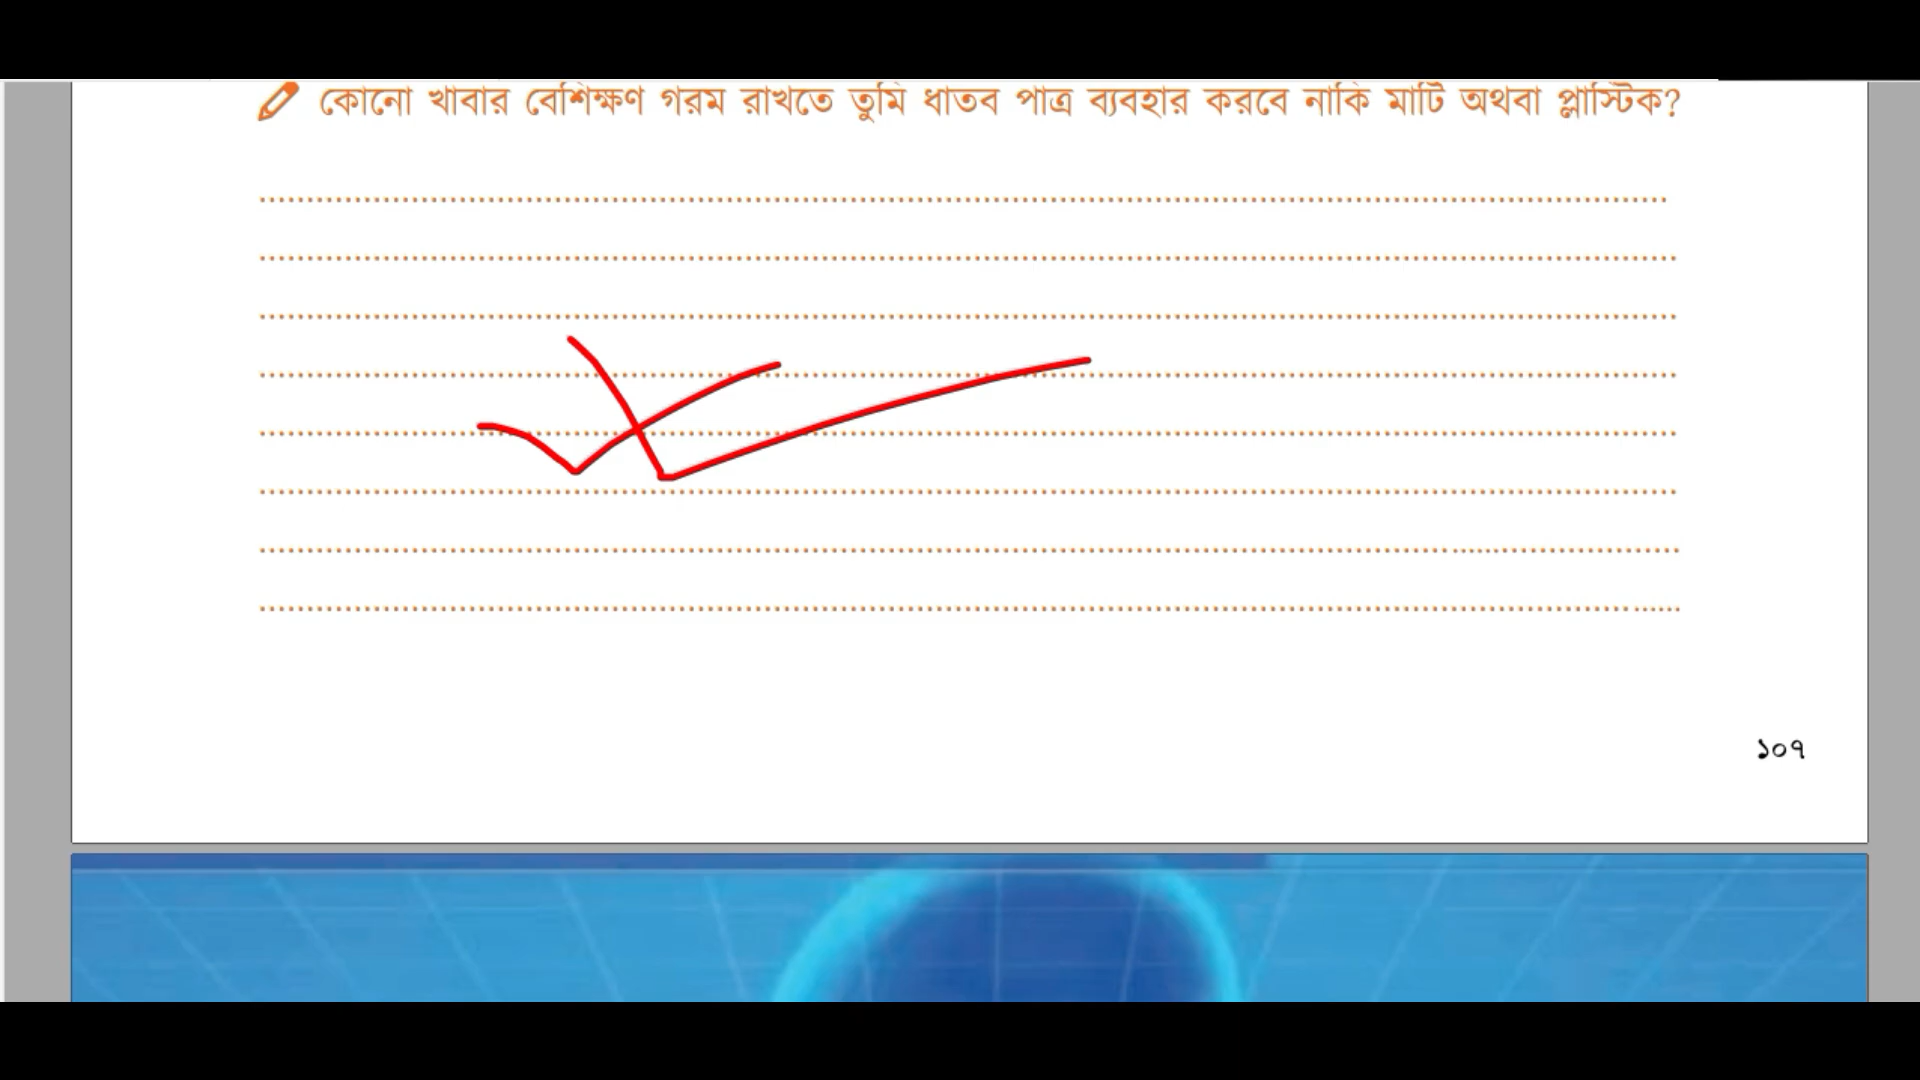 কোনো খাবার বেশিক্ষণ গরম রাখতে তুমি ধাতব পাত্র ব্যবহার করবে নাকি মাটি অথবা প্লাস্টিক?
১০৭